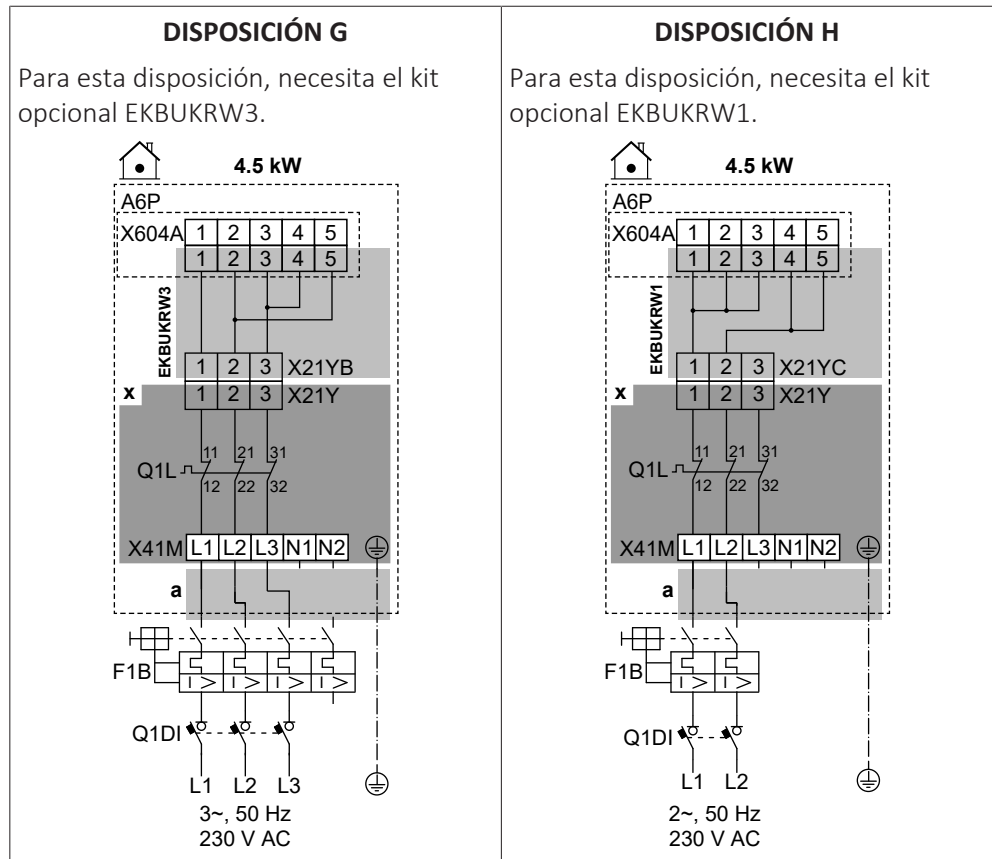 DISPOSICIÓN G
Para esta disposición, necesita el kit
opcional EKBUKRW3.
4.5 kW
A6P
X604A 1 2 3 4 5
1 2 3 4 5
EKBUKRW3
1 2 3 X21YB
x 1 2 3 X21Y
11 21 31
Q1L
12 22 32
X41M L1 L2 L3 N1 N2
a
F1B
I > I > I > I >
Q1DI
L1 L2 L3
3~, 50 Hz
230 V AC
DISPOSICIÓN H
Para esta disposición, necesita el kit
opcional EKBUKRW1.
4.5 kW
A6P
X604A 1 2 3 4 5
1 2 3 4 5
EKBUKRW1
1 2 3 X21YC
x 1 2 3 X21Y
11 21 31
Q1L
12 22 32
X41M L1 L2 L3 N1 N2
a
F1B
I > I >
Q1DI
L1 L2
2~, 50 Hz
230 V AC